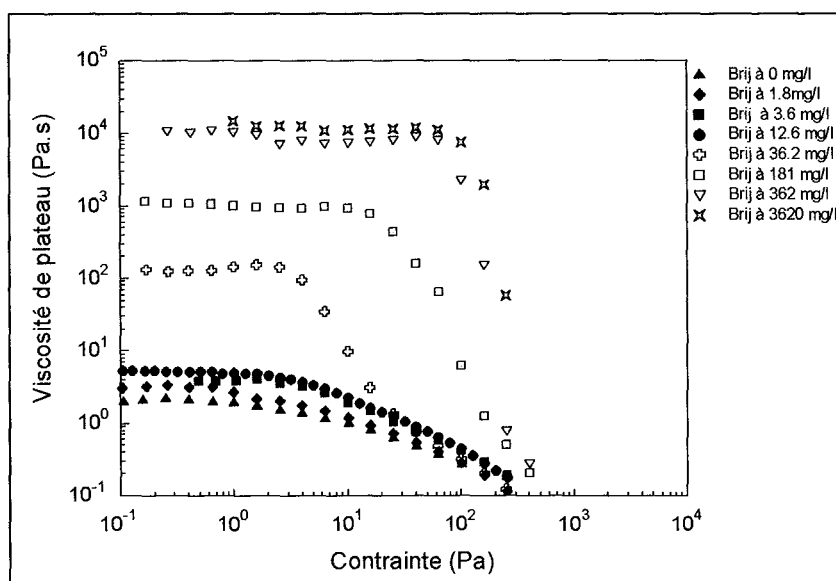 Viscosité de plateau (Pa.s)
10^5
10^4
10^3
10^2
10^1
10^0
10^-1
10^-1
10^0
10^1
10^2
10^3
10^4
Contrainte (Pa)
Brij à 0 mg/l
Brij à 1.8mg/l
Brij à 3.6 mg/l
Brij à 12.6 mg/l
Brij à 36.2 mg/l
Brij à 181 mg/l
Brij à 362 mg/l
Brij à 3620 mg/l